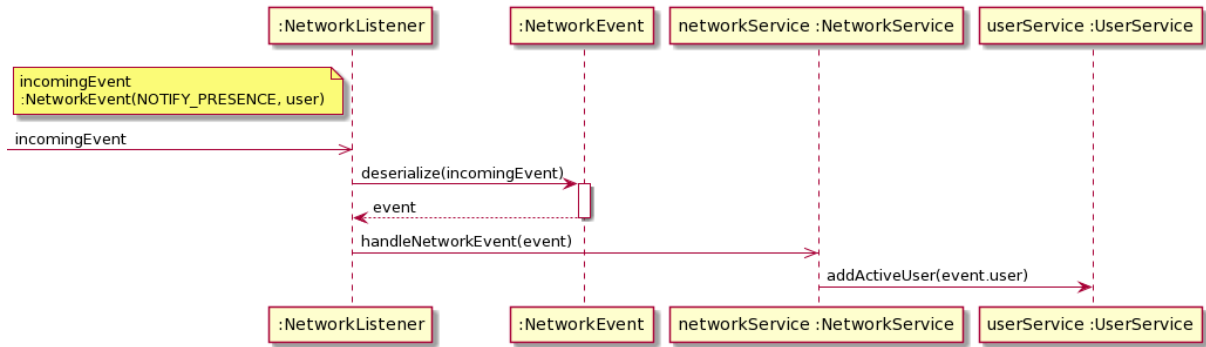 :NetworkListener
:NetworkEvent
networkService :NetworkService
userService :UserService
incomingEvent
:NetworkEvent(NOTIFY_PRESENCE, user)
incomingEvent
deserialize(incomingEvent)
event
handleNetworkEvent(event)
addActiveUser(event.user)
:NetworkListener
:NetworkEvent
networkService :NetworkService
userService :UserService